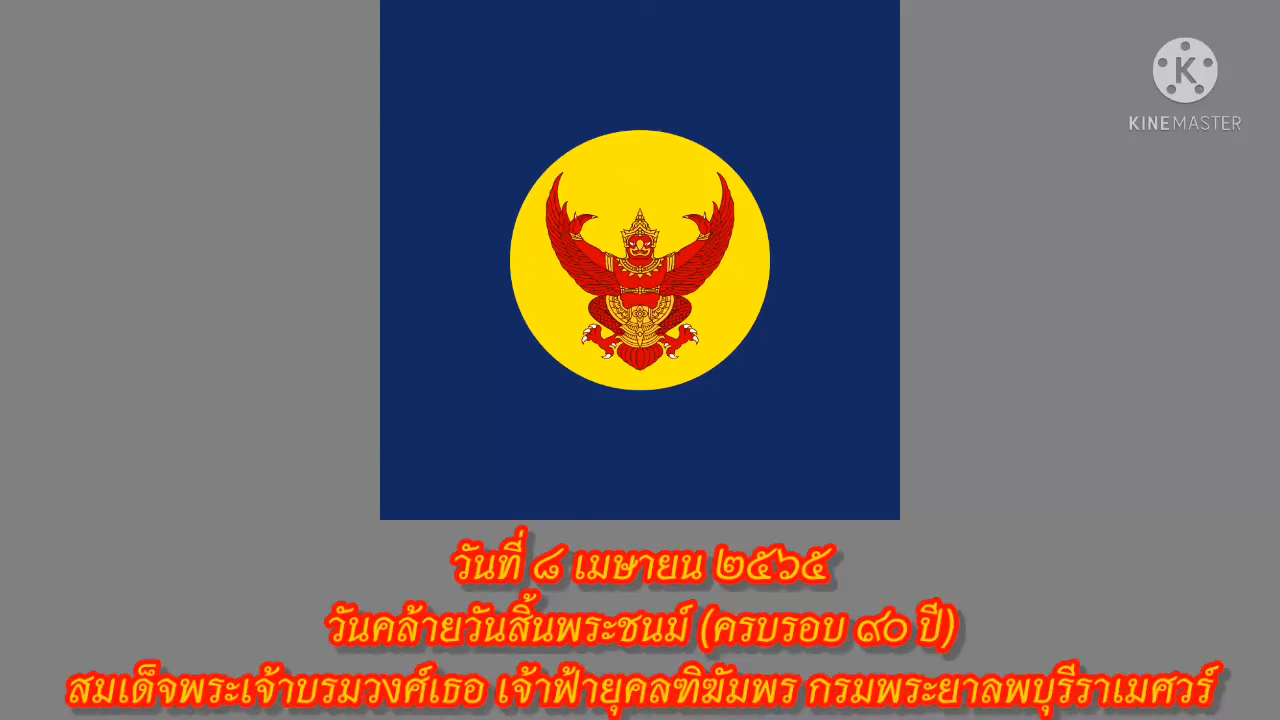 KINEMASTER
วันที่ ๘ เมษายน ๒๕๖๕
วันคล้ายวันสิ้นพระชนม์ (ครบรอบ ๙๐ ปี)
สมเด็จพระเจ้าบรมวงศ์เธอ เจ้าฟ้ายุคลฑิฆัมพร กรมพระยาลพบุรีราเมศวร์